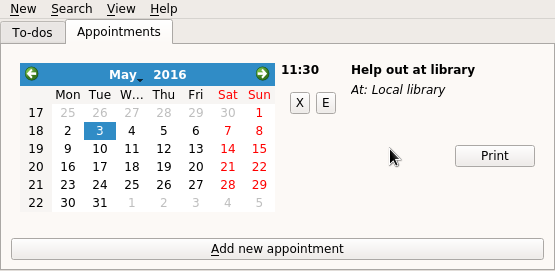 New Search View Help
To-dos Appointments
May 2016
Mon Tue W... Thu Fri Sat Sun
17 25 26 27 28 29 30 1
18 2 3 4 5 6 7 8
19 9 10 11 12 13 14 15
20 16 17 18 19 20 21 22
21 23 24 25 26 27 28 29
22 30 31 1 2 3 4 5
11:30 Help out at library
At: Local library
X E
Print
Add new appointment